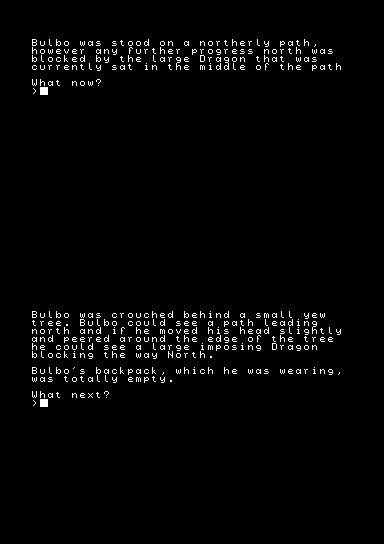 Bulbo was stood on a northerly path,
however any further progress north was
blocked by the large Dragon that was
currently sat in the middle of the path
What now?
>
Bulbo was crouched behind a small yew
tree. Bulbo could see a path leading
north and if he moved his head slightly
and peered around the edge of the tree
he could see a large imposing Dragon
blocking the way North.
Bulbo's backpack, which he was wearing,
was totally empty.
What next?
>